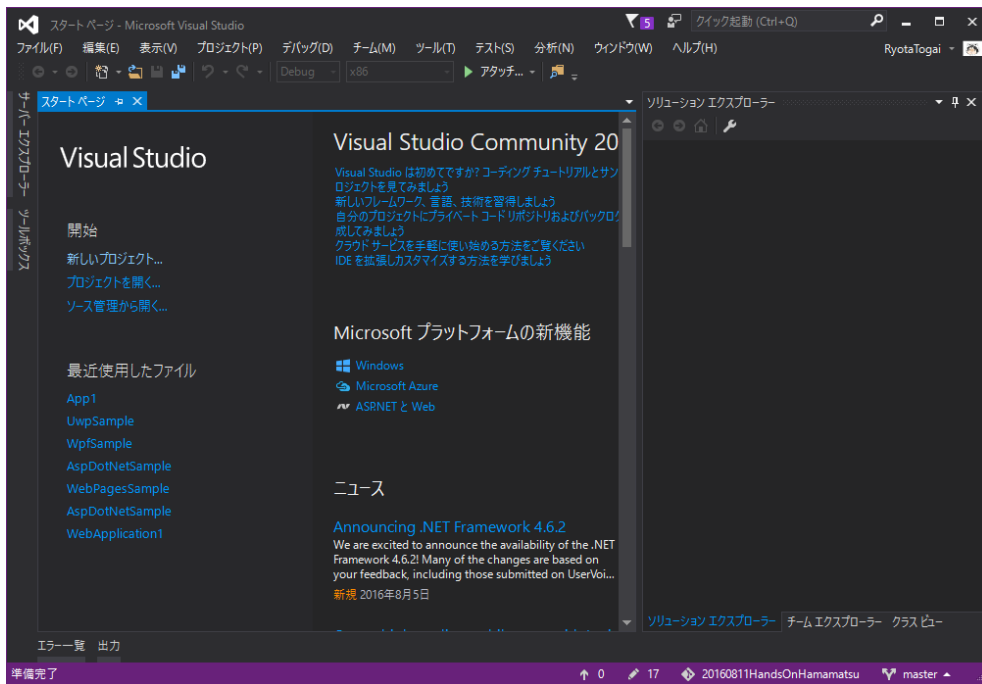 スタート ページ - Microsoft Visual Studio
5
クイック起動 (Ctrl+Q)
ファイル(F) 編集(E) 表示(V) プロジェクト(P) デバッグ(D) チーム(M) ツール(T) テスト(S) 分析(N) ウィンドウ(W) ヘルプ(H)
RyotaTogai
Debug x86 アタッチ...
サーバー エクスプローラー
ツールボックス
スタート ページ
Visual Studio
開始
新しいプロジェクト...
プロジェクトを開く...
ソース管理から開く...
最近使用したファイル
App1
UwpSample
WpfSample
AspDotNetSample
WebPagesSample
AspDotNetSample
WebApplication1
Visual Studio Community 20
Visual Studio は初めてですか? コーディング チュートリアルとサン
ロジェクトを見てみましょう
新しいフレームワーク、言語、技術を習得しましょう
自分のプロジェクトにプライベート コード リポジトリおよびバックログ
成してみましょう
クラウド サービスを手軽に使い始める方法をご覧ください
IDE を拡張しカスタマイズする方法を学びましょう
Microsoft プラットフォームの新機能
Windows
Microsoft Azure
ASP.NET と Web
ニュース
Announcing .NET Framework 4.6.2
We are excited to announce the availability of the .NET
Framework 4.6.2! Many of the changes are based on
your feedback, including those submitted on UserVoi...
新規 2016年8月5日
ソリューション エクスプローラー
ソリューション エクスプローラー チーム エクスプローラー クラス ビュー
エラー一覧 出力
準備完了
0 17 20160811HandsOnHamamatsu master